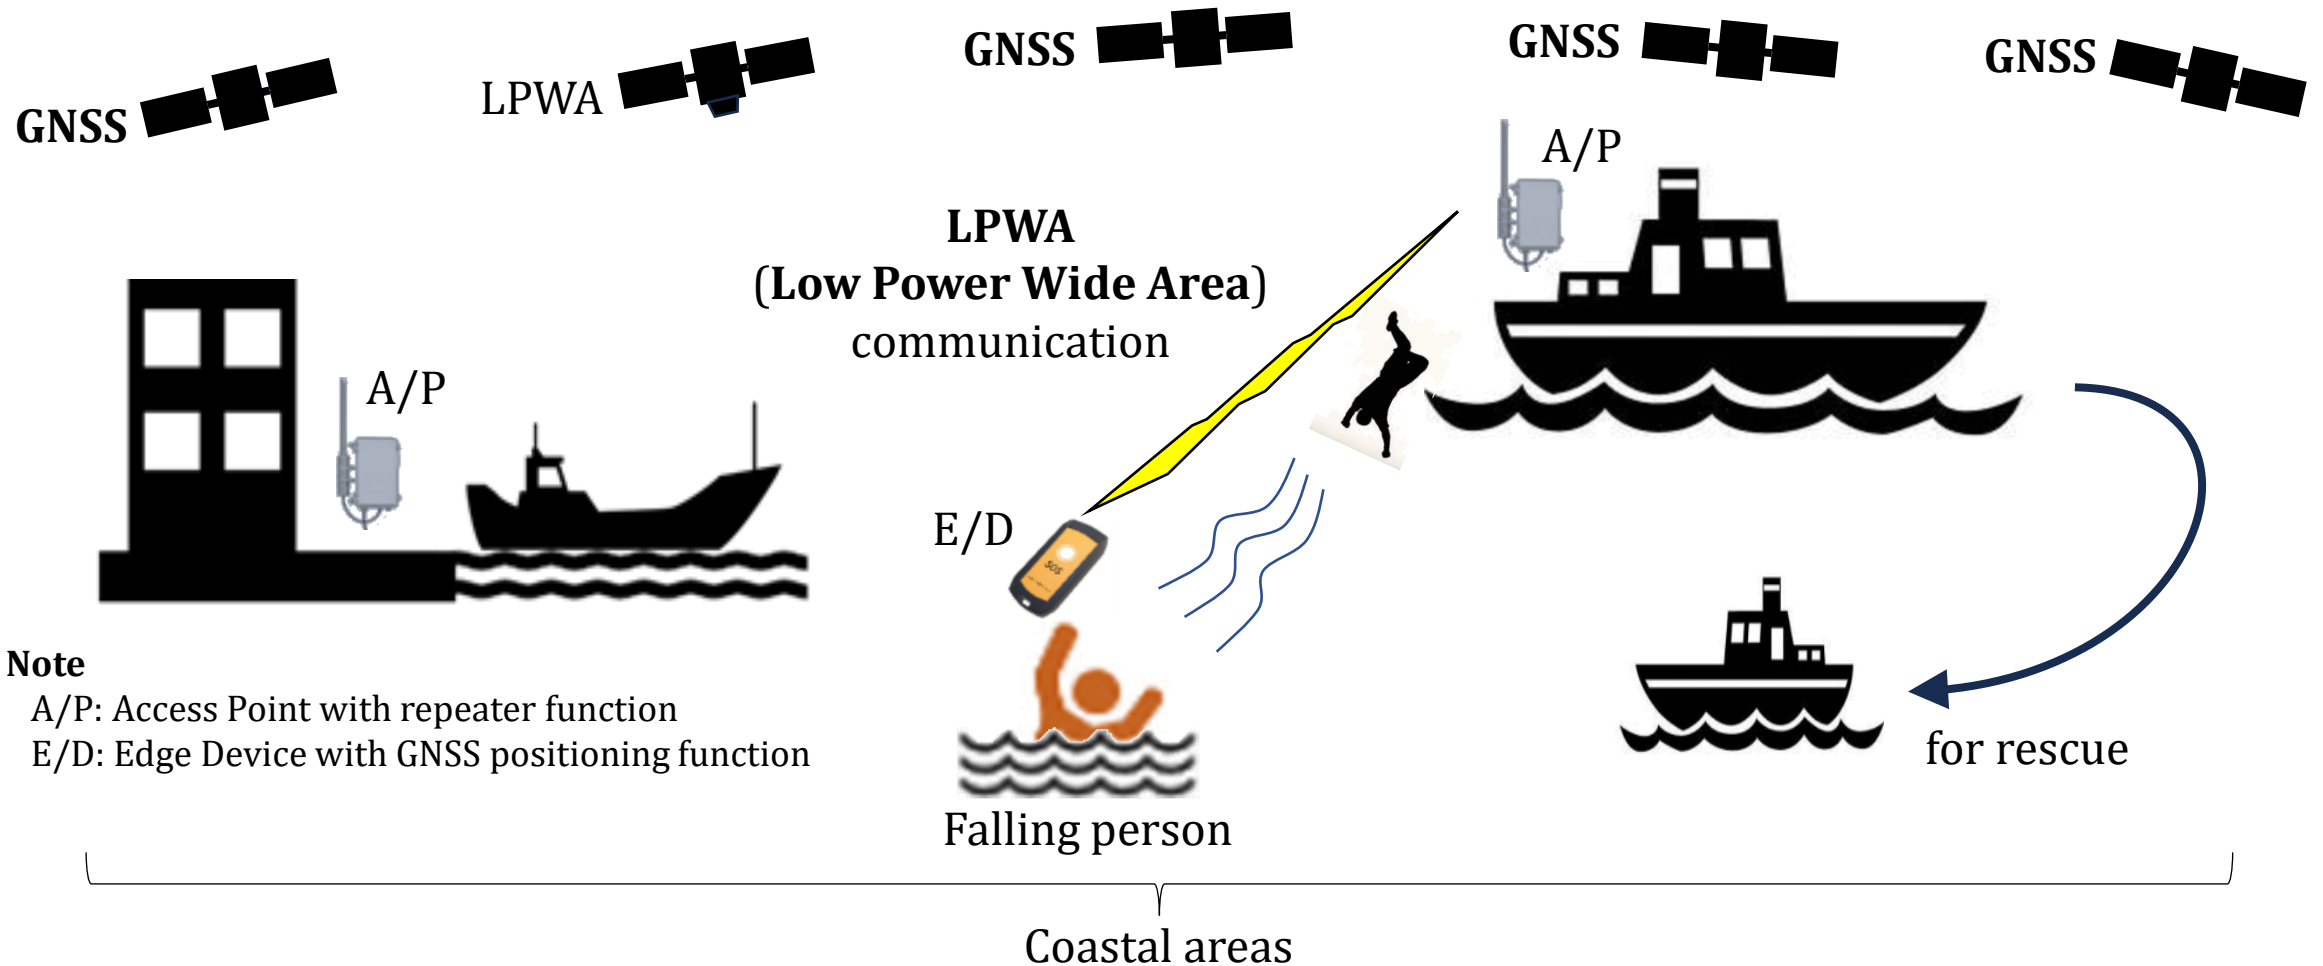 GNSS
LPWA
GNSS
GNSS
GNSS
A/P
LPWA
(Low Power Wide Area)
communication
A/P
E/D
SOS
Note
A/P: Access Point with repeater function
E/D: Edge Device with GNSS positioning function
for rescue
Falling person
Coastal areas